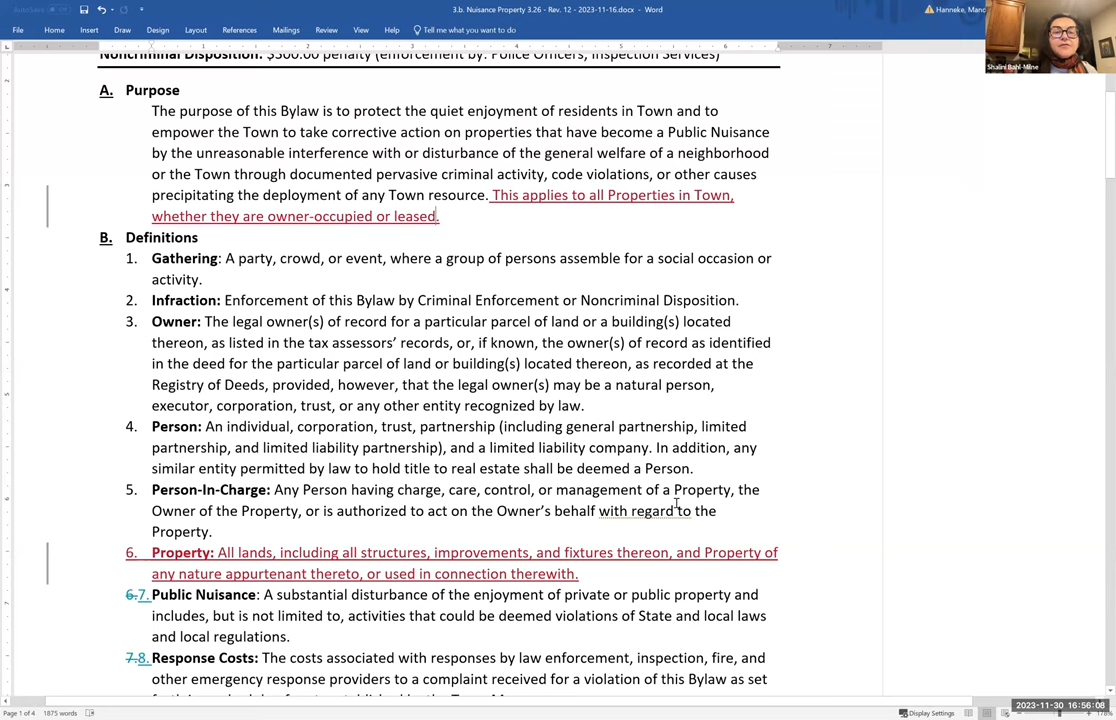 AutoSave Off
3.b. Nuisance Property 3.26 - Rev. 12 - 2023-11-16.docx - Word
Hanneke, Man
File Home Insert Draw Design Layout References Mailings Review View Help Tell me what you want to do
Shalini Bahl-Milne
Noncriminal Disposition: $300.00 penalty (enforcement by: Police Officers, Inspection Services)
A. Purpose
The purpose of this Bylaw is to protect the quiet enjoyment of residents in Town and to
empower the Town to take corrective action on properties that have become a Public Nuisance
by the unreasonable interference with or disturbance of the general welfare of a neighborhood
or the Town through documented pervasive criminal activity, code violations, or other causes
precipitating the deployment of any Town resource. This applies to all Properties in Town,
whether they are owner-occupied or leased.
B. Definitions
1. Gathering: A party, crowd, or event, where a group of persons assemble for a social occasion or
activity.
2. Infraction: Enforcement of this Bylaw by Criminal Enforcement or Noncriminal Disposition.
3. Owner: The legal owner(s) of record for a particular parcel of land or a building(s) located
thereon, as listed in the tax assessors’ records, or, if known, the owner(s) of record as identified
in the deed for the particular parcel of land or building(s) located thereon, as recorded at the
Registry of Deeds, provided, however, that the legal owner(s) may be a natural person,
executor, corporation, trust, or any other entity recognized by law.
4. Person: An individual, corporation, trust, partnership (including general partnership, limited
partnership, and limited liability partnership), and a limited liability company. In addition, any
similar entity permitted by law to hold title to real estate shall be deemed a Person.
5. Person-In-Charge: Any Person having charge, care, control, or management of a Property, the
Owner of the Property, or is authorized to act on the Owner’s behalf with regard to the
Property.
6. Property: All lands, including all structures, improvements, and fixtures thereon, and Property of
any nature appurtenant thereto, or used in connection therewith.
6.7. Public Nuisance: A substantial disturbance of the enjoyment of private or public property and
includes, but is not limited to, activities that could be deemed violations of State and local laws
and local regulations.
7.8. Response Costs: The costs associated with responses by law enforcement, inspection, fire, and
other emergency response providers to a complaint received for a violation of this Bylaw as set
Page 1 of 4 1875 words
Display Settings
2023-11-30 16:56:08
178%